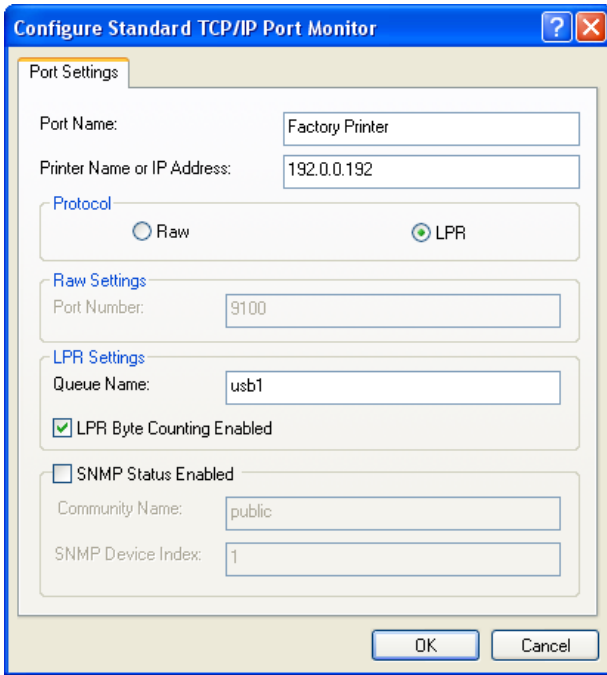 Configure Standard TCP/IP Port Monitor
Port Settings
Port Name: Factory Printer
Printer Name or IP Address: 192.0.0.192
Protocol
Raw LPR
Raw Settings
Port Number: 9100
LPR Settings
Queue Name: usb1
LPR Byte Counting Enabled
SNMP Status Enabled
Community Name: public
SNMP Device Index: 1
OK Cancel